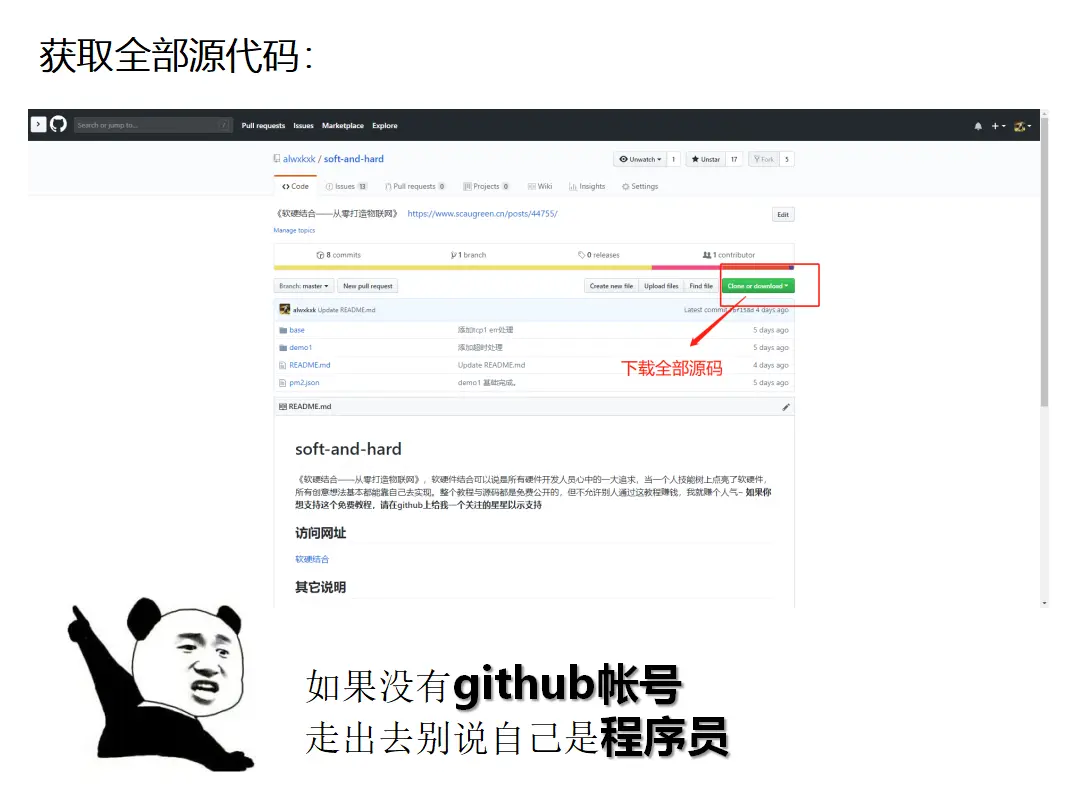 获取全部源代码：
Search or jump to... /
Pull requests Issues Marketplace Explore
alwxkxk / soft-and-hard
Unwatch 1 Unstar 17 Fork 5
Code Issues 13 Pull requests 0 Projects 0 Wiki Insights Settings
《软硬结合——从零打造物联网》 https://www.scaugreen.cn/posts/44755/
Edit
Manage topics
8 commits 1 branch 0 releases 1 contributor
Branch: master New pull request Create new file Upload files Find file Clone or download
alwxkxk Update README.md Latest commit 4 days ago
base 添加tcp1 err处理 5 days ago
demo1 添加超时处理 5 days ago
README.md Update README.md 4 days ago
下载全部源码
pm2.json demo1 基础完成。 5 days ago
README.md
soft-and-hard
《软硬结合——从零打造物联网》，软硬件结合可以说是所有硬件开发人员心中的一大追求，当一个人技能树上点亮了软硬件，
所有创意想法基本都能靠自己去实现。整个教程与源码都是免费公开的，但不允许别人通过这教程赚钱，我就赚个人气~ 如果你
想支持这个免费教程，请在github上给我一个关注的星星以示支持
访问网址
软硬结合
其它说明
如果没有github帐号
走出去别说自己是程序员